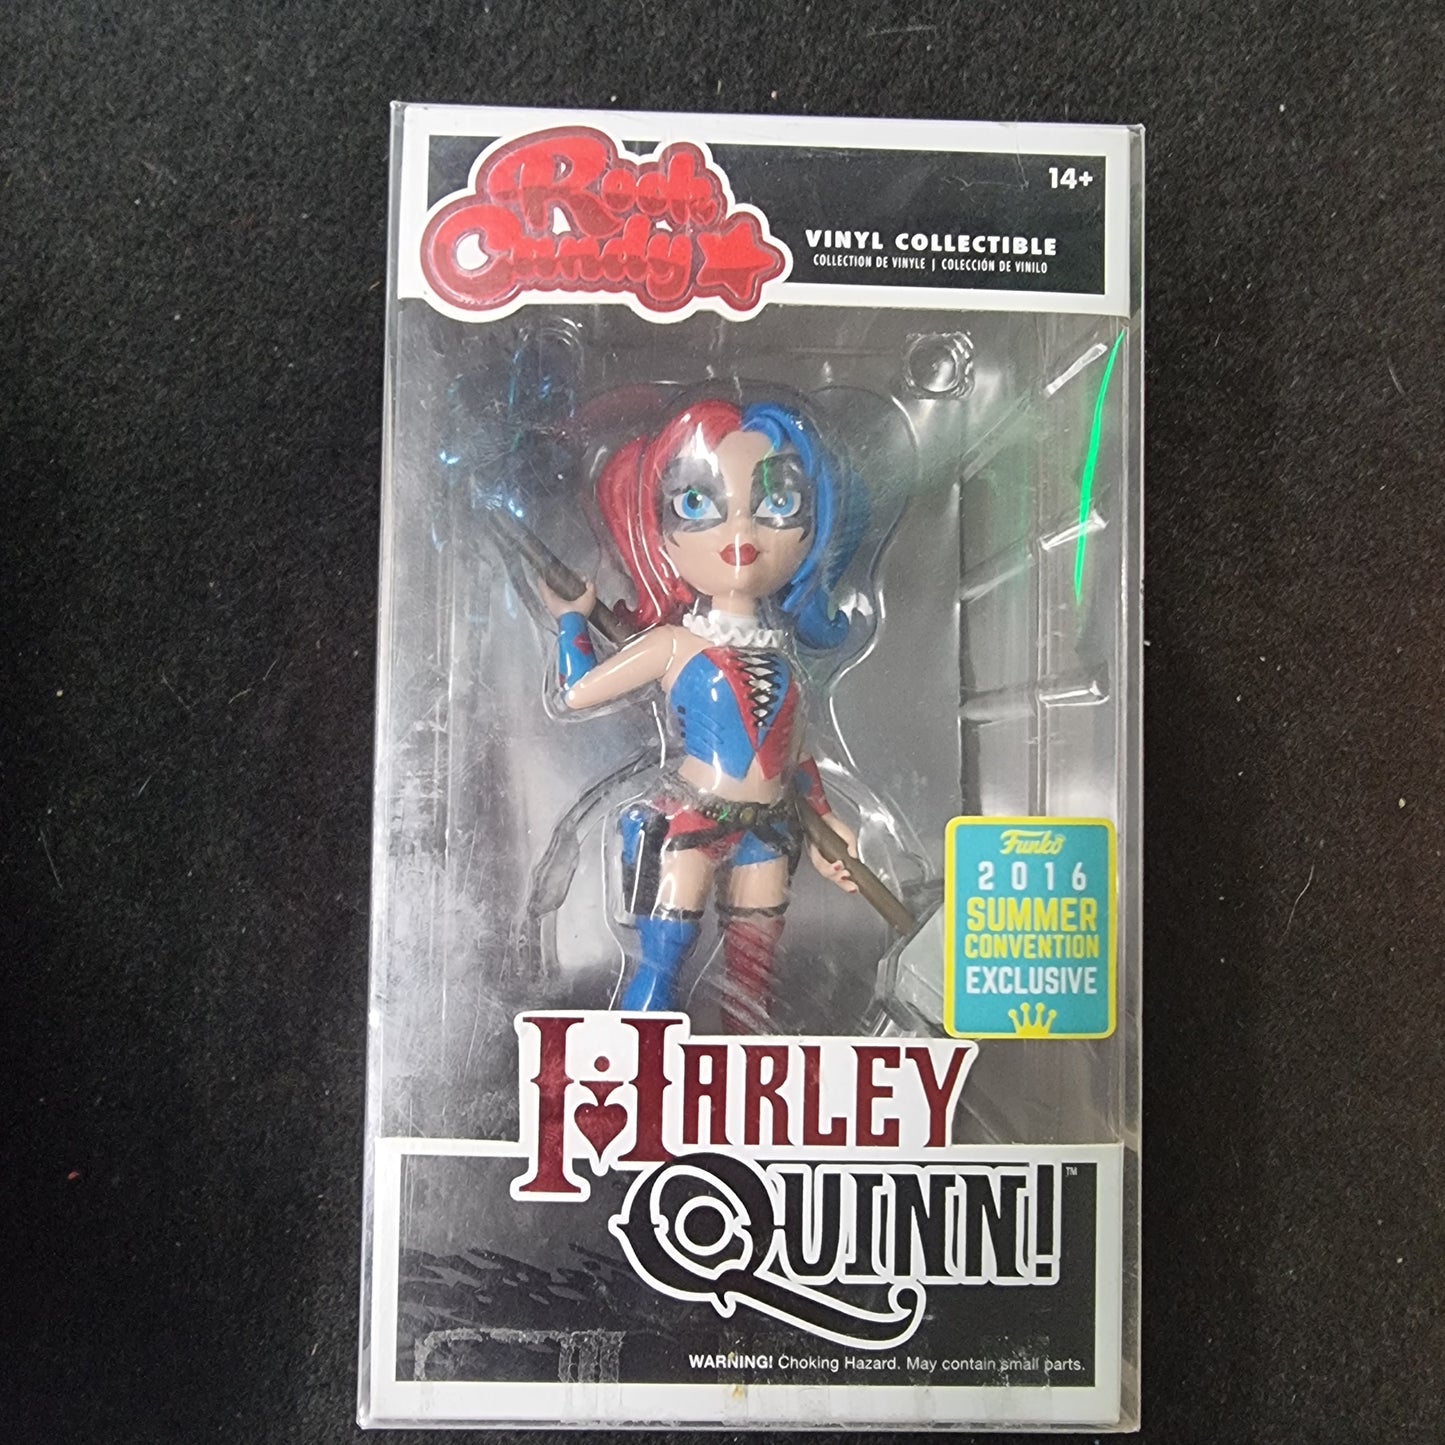 Rock
Candy
14+
VINYL COLLECTIBLE
COLLECTION DE VINYLE | COLECCIÓN DE VINILO
Funko
2016
SUMMER
CONVENTION
EXCLUSIVE
HARLEY
QUINN!™
WARNING! Choking Hazard. May contain small parts.